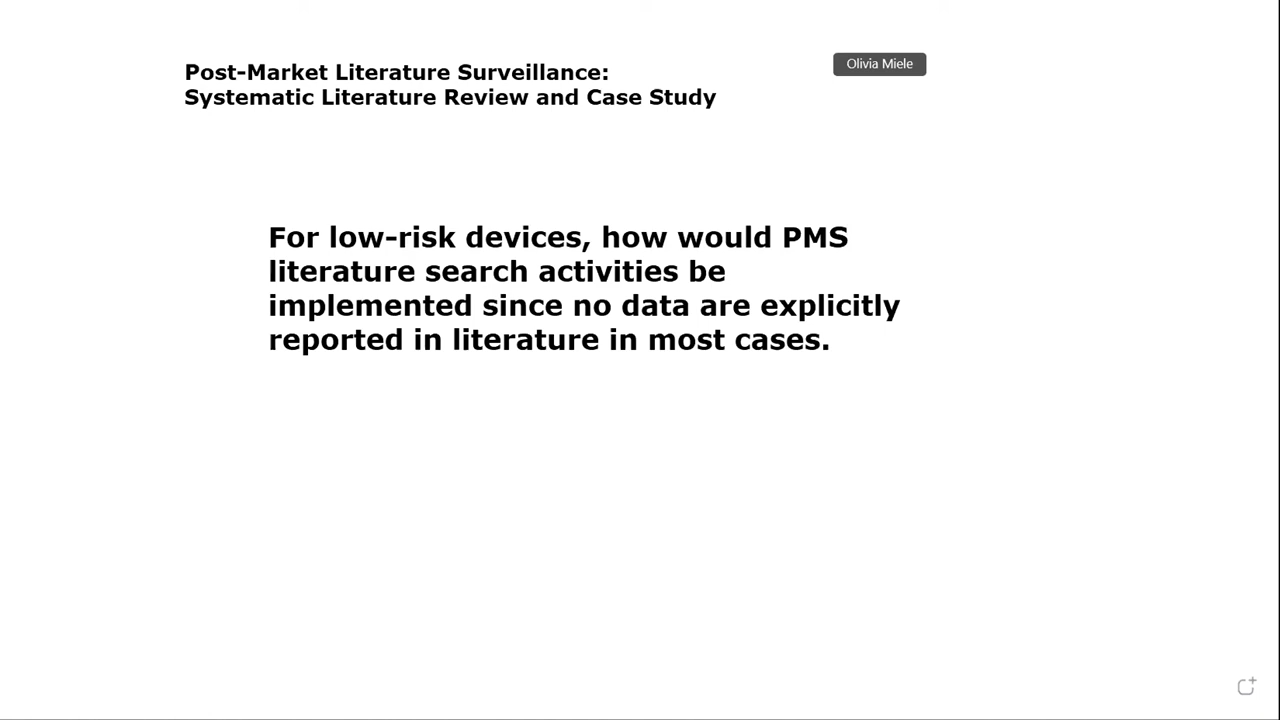 Post-Market Literature Surveillance:
Systematic Literature Review and Case Study
Olivia Miele
For low-risk devices, how would PMS
literature search activities be
implemented since no data are explicitly
reported in literature in most cases.